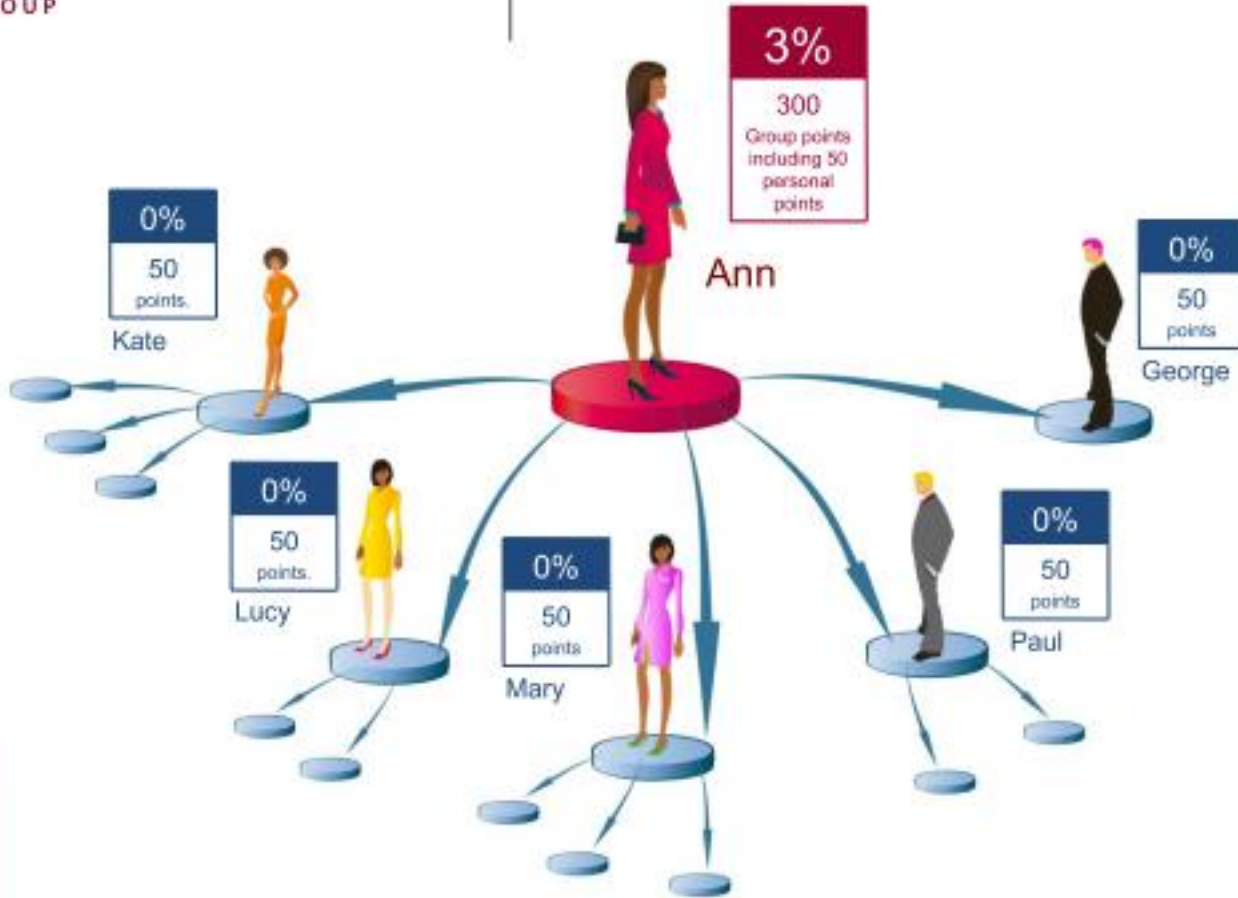 OUP
3%
300
Group points
including 50
personal
points
Ann
0%
50
points.
Kate
0%
50
points
George
0%
50
points.
Lucy
0%
50
points
Mary
0%
50
points
Paul